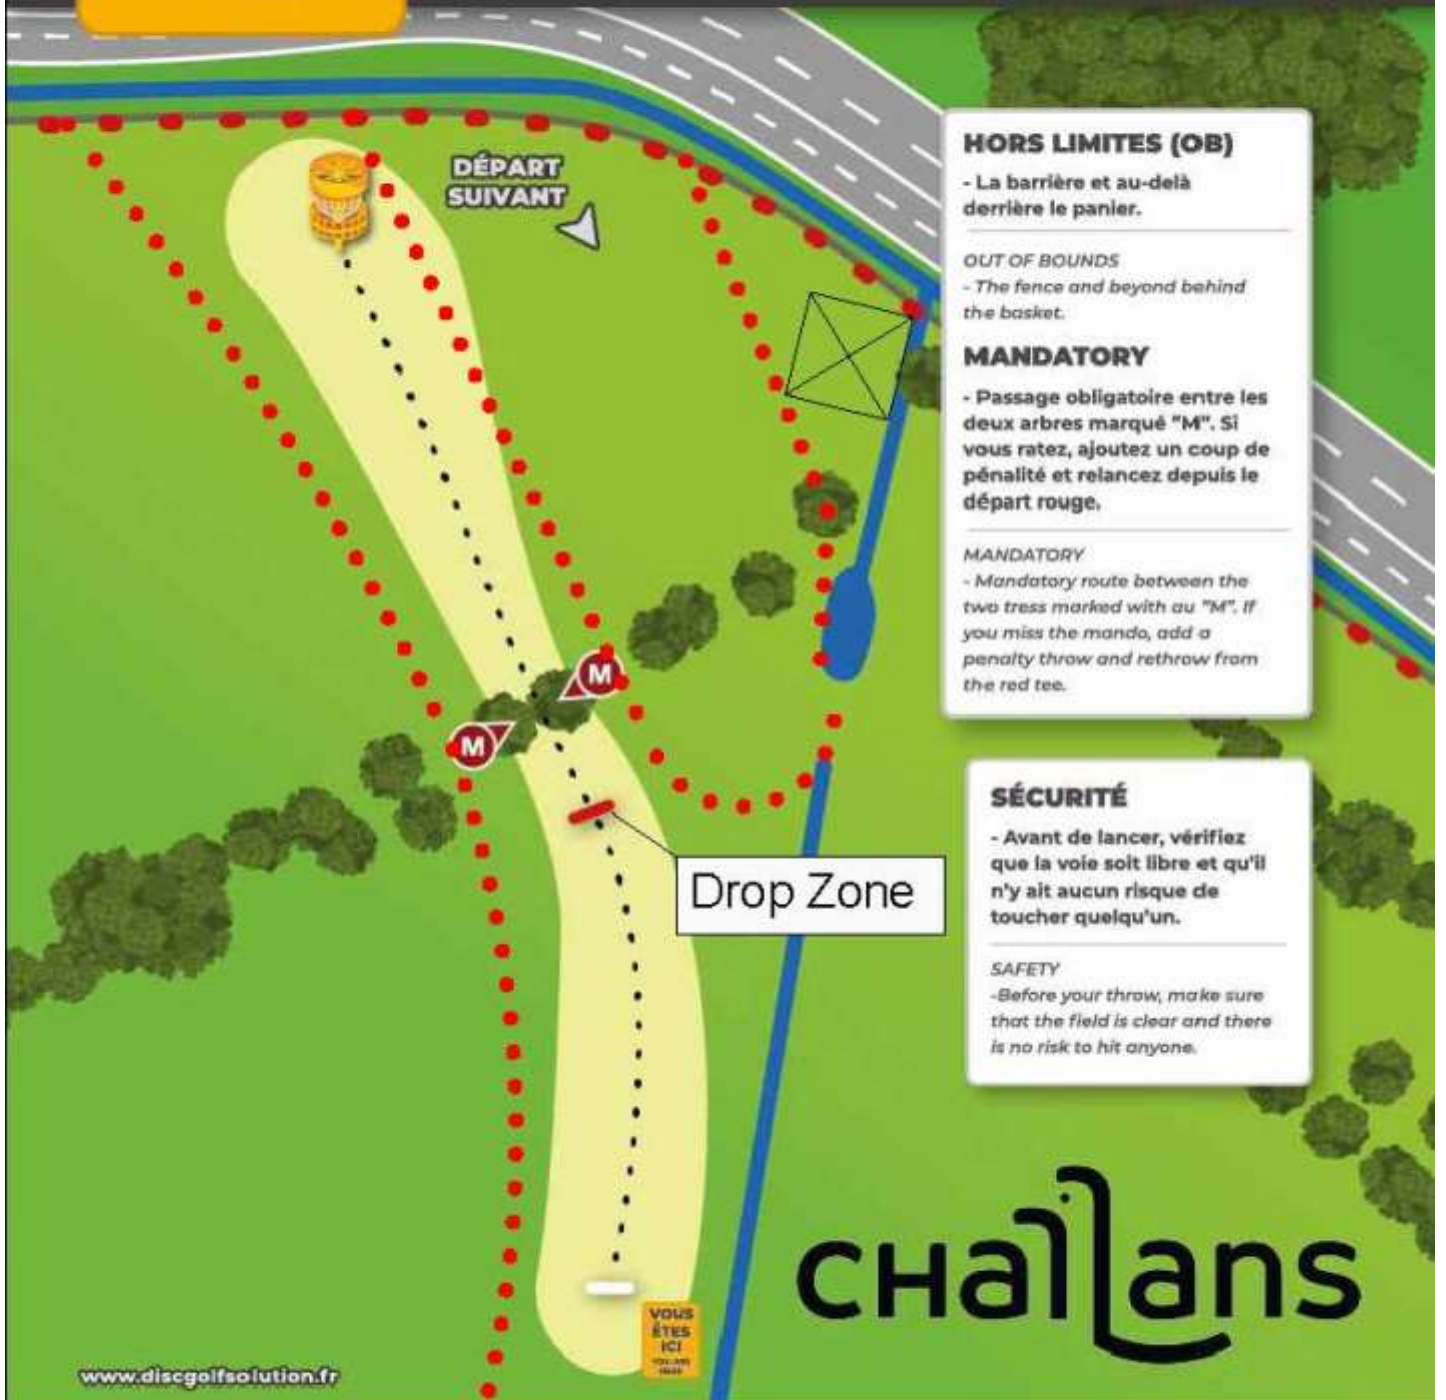 DÉPART
SUIVANT
HORS LIMITES (OB)
- La barrière et au-delà
derrière le panier.
OUT OF BOUNDS
- The fence and beyond behind
the basket.
MANDATORY
- Passage obligatoire entre les
deux arbres marqué "M". Si
vous ratez, ajoutez un coup de
pénalité et relancez depuis le
départ rouge.
MANDATORY
- Mandatory route between the
two tress marked with au "M". If
you miss the mando, add a
penalty throw and rethrow from
the red tee.
M
M
Drop Zone
SÉCURITÉ
- Avant de lancer, vérifiez
que la voie soit libre et qu'il
n'y ait aucun risque de
toucher quelqu'un.
SAFETY
-Before your throw, make sure
that the field is clear and there
is no risk to hit anyone.
challans
VOUS
ÊTES
ICI
YOU ARE
HERE
www.discgolfsolution.fr